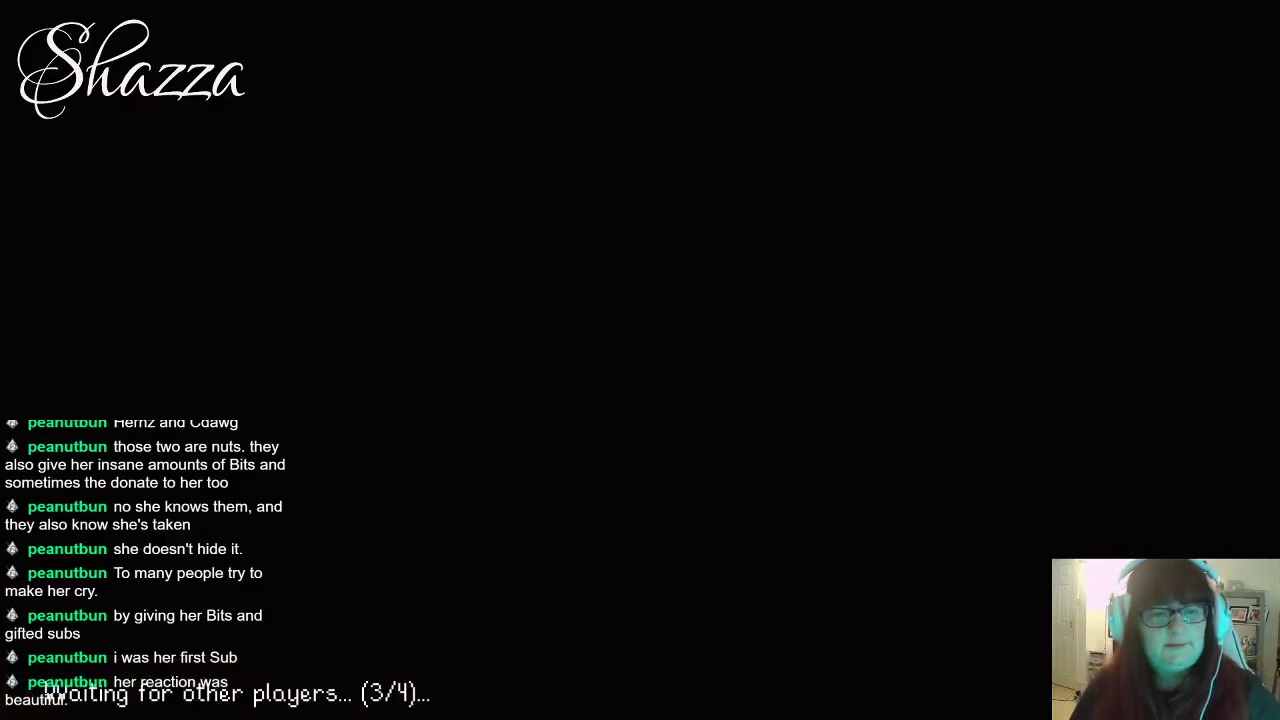 Shazza
peanutbun Hemz and Cdawg
peanutbun those two are nuts. they
also give her insane amounts of Bits and
sometimes the donate to her too
peanutbun no she knows them, and
they also know she's taken
peanutbun she doesn't hide it.
peanutbun To many people try to
make her cry.
peanutbun by giving her Bits and
gifted subs
peanutbun i was her first Sub
peanutbun her reaction was
beautiful.
Waiting for other players... (3/4)...